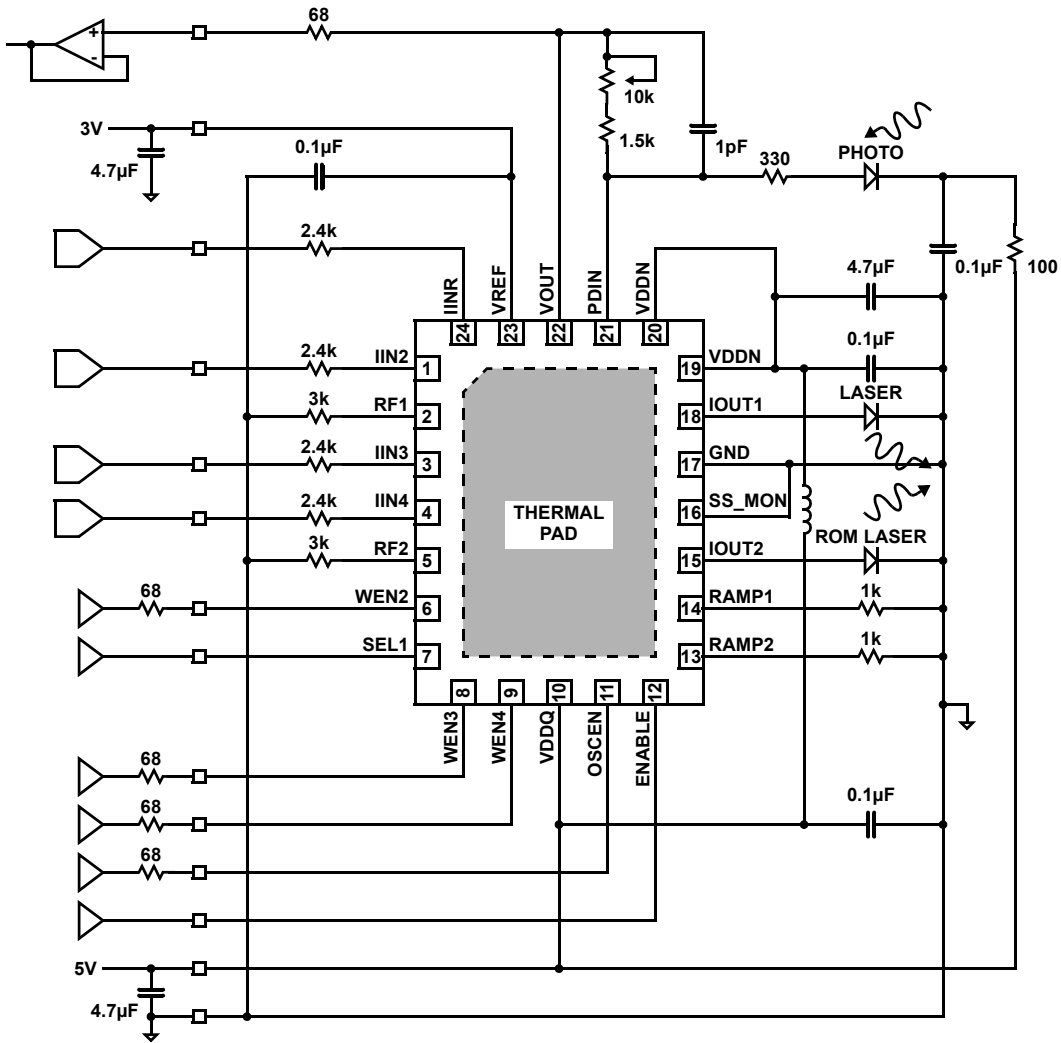 68
+
-
10k
3V
0.1µF
1.5k
1pF
PHOTO
4.7µF
330
2.4k
4.7µF
0.1µF
100
IINR
VREF
VOUT
PDIN
VDDN
24
23
22
21
20
0.1µF
2.4k
IIN2
1
19
VDDN
LASER
3k
RF1
2
18
IOUT1
2.4k
IIN3
3
17
GND
2.4k
IIN4
4
THERMAL
PAD
16
SS_MON
ROM LASER
3k
RF2
5
15
IOUT2
68
WEN2
6
14
RAMP1
1k
SEL1
7
13
RAMP2
1k
8
9
10
11
12
WEN3
WEN4
VDDQ
OSCEN
ENABLE
68
0.1µF
68
68
5V
4.7µF